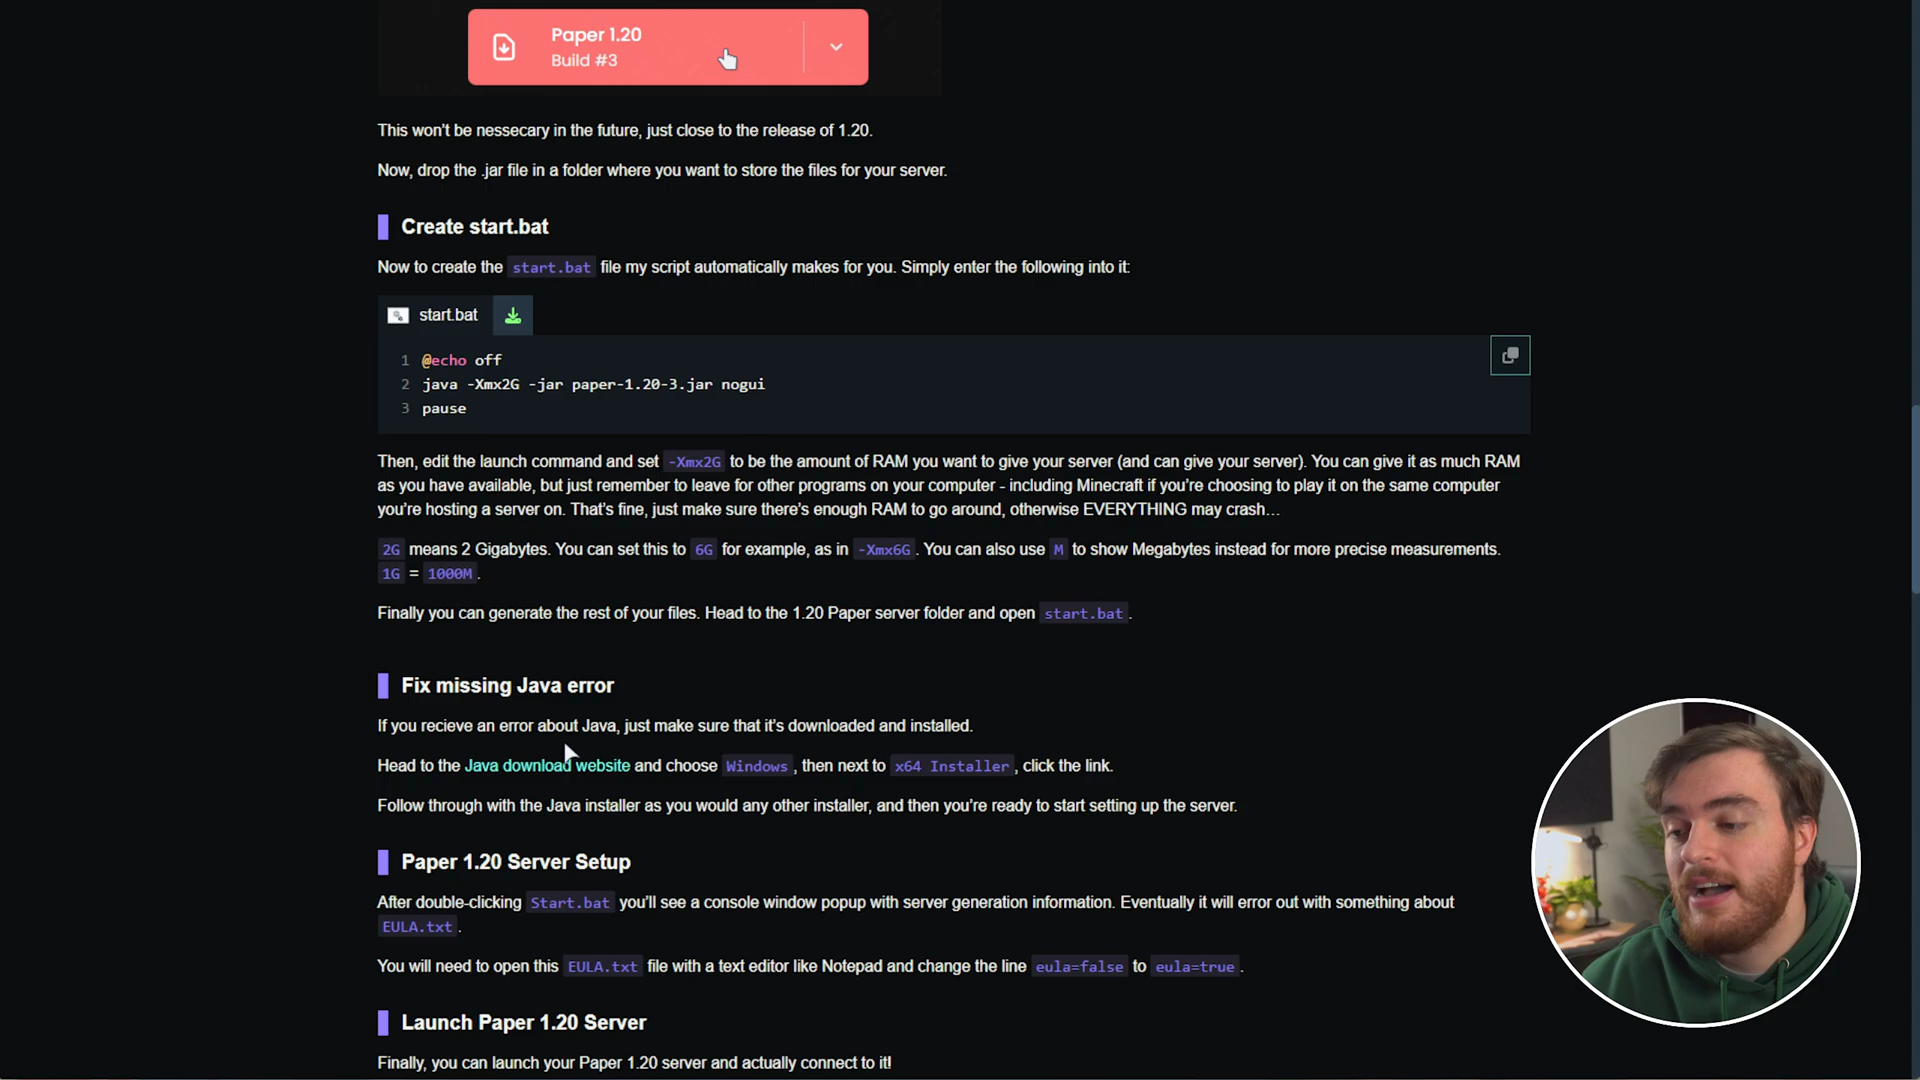 Paper 1.20
Build #3
This won't be nessecary in the future, just close to the release of 1.20.
Now, drop the .jar file in a folder where you want to store the files for your server.
Create start.bat
Now to create the start.bat file my script automatically makes for you. Simply enter the following into it:
start.bat
1 @echo off
2 java -Xmx2G -jar paper-1.20-3.jar nogui
3 pause
Then, edit the launch command and set -Xmx2G to be the amount of RAM you want to give your server (and can give your server). You can give it as much RAM
as you have available, but just remember to leave for other programs on your computer - including Minecraft if you're choosing to play it on the same computer
you're hosting a server on. That's fine, just make sure there's enough RAM to go around, otherwise EVERYTHING may crash…
2G means 2 Gigabytes. You can set this to 6G for example, as in -Xmx6G. You can also use M to show Megabytes instead for more precise measurements.
1G = 1000M.
Finally you can generate the rest of your files. Head to the 1.20 Paper server folder and open start.bat.
Fix missing Java error
If you recieve an error about Java, just make sure that it's downloaded and installed.
Head to the Java download website and choose Windows, then next to x64 Installer, click the link.
Follow through with the Java installer as you would any other installer, and then you're ready to start setting up the server.
Paper 1.20 Server Setup
After double-clicking Start.bat you'll see a console window popup with server generation information. Eventually it will error out with something about
EULA.txt.
You will need to open this EULA.txt file with a text editor like Notepad and change the line eula=false to eula=true.
Launch Paper 1.20 Server
Finally, you can launch your Paper 1.20 server and actually connect to it!